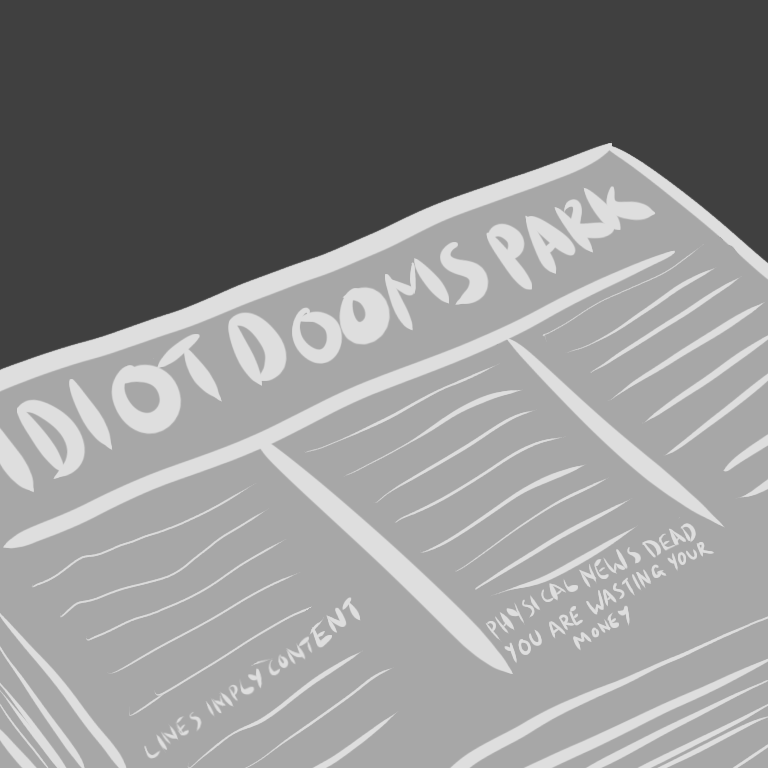 IDIOT DOOMS PARK
LINES IMPLY CONTENT
PHYSICAL NEWS DEAD
YOU ARE WASTING YOUR
MONEY